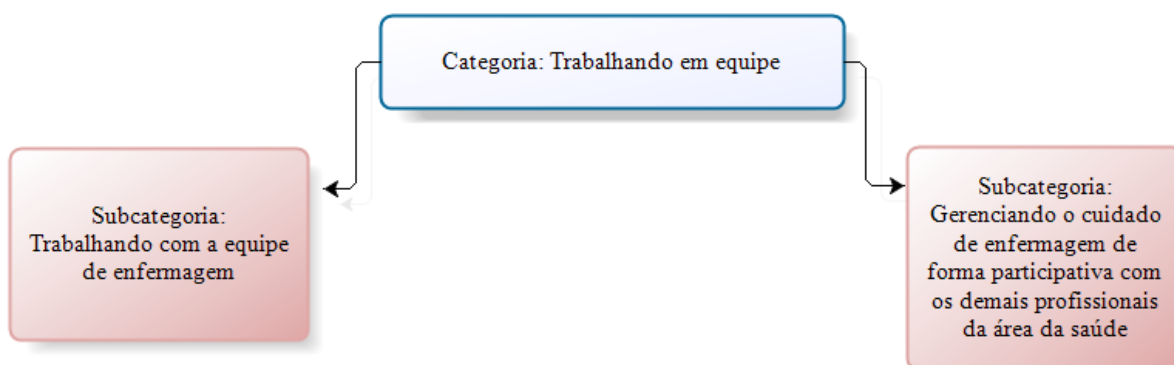 Categoria: Trabalhando em equipe
Subcategoria:
Trabalhando com a equipe
de enfermagem
Subcategoria:
Gerenciando o cuidado
de enfermagem de
forma participativa com
os demais profissionais
da área da saúde